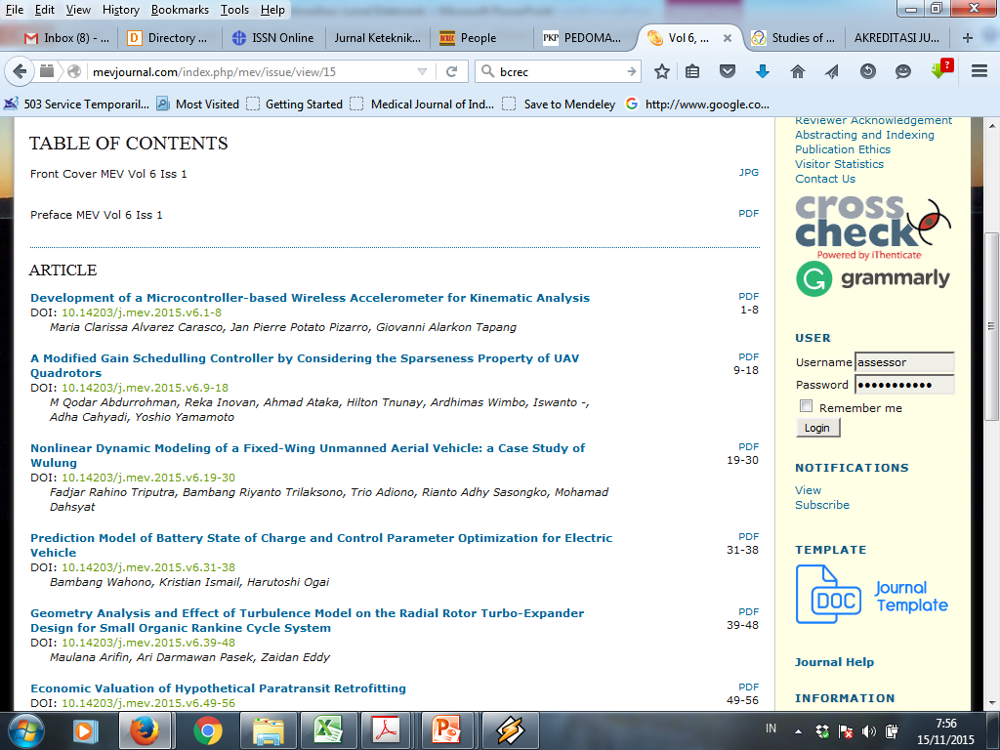 File Edit View History Bookmarks Tools Help
Inbox (8) - ... Directory ... ISSN Online Jurnal Keteknik... People PEDOMA... Vol 6, ... Studies of ... AKREDITASI JU...
mevjournal.com/index.php/mev/issue/view/15 bcrec
503 Service Temporaril... Most Visited Getting Started Medical Journal of Ind... Save to Mendeley http://www.google.co...
TABLE OF CONTENTS
Front Cover MEV Vol 6 Iss 1 JPG
Preface MEV Vol 6 Iss 1 PDF
ARTICLE
Development of a Microcontroller-based Wireless Accelerometer for Kinematic Analysis PDF
DOI: 10.14203/j.mev.2015.v6.1-8 1-8
Maria Clarissa Alvarez Carasco, Jan Pierre Potato Pizarro, Giovanni Alarkon Tapang
A Modified Gain Schedulling Controller by Considering the Sparseness Property of UAV PDF
Quadrotors 9-18
DOI: 10.14203/j.mev.2015.v6.9-18
M Qodar Abdurrohman, Reka Inovan, Ahmad Ataka, Hilton Tnunay, Ardhimas Wimbo, Iswanto -,
Adha Cahyadi, Yoshio Yamamoto
Nonlinear Dynamic Modeling of a Fixed-Wing Unmanned Aerial Vehicle: a Case Study of PDF
Wulung 19-30
DOI: 10.14203/j.mev.2015.v6.19-30
Fadjar Rahino Triputra, Bambang Riyanto Trilaksono, Trio Adiono, Rianto Adhy Sasongko, Mohamad
Dahsyat
Prediction Model of Battery State of Charge and Control Parameter Optimization for Electric PDF
Vehicle 31-38
DOI: 10.14203/j.mev.2015.v6.31-38
Bambang Wahono, Kristian Ismail, Harutoshi Ogai
Geometry Analysis and Effect of Turbulence Model on the Radial Rotor Turbo-Expander PDF
Design for Small Organic Rankine Cycle System 39-48
DOI: 10.14203/j.mev.2015.v6.39-48
Maulana Arifin, Ari Darmawan Pasek, Zaidan Eddy
Economic Evaluation of Hypothetical Paratransit Retrofitting PDF
DOI: 10.14203/j.mev.2015.v6.49-56 49-56
Reviewer Acknowledgement
Abstracting and Indexing
Publication Ethics
Visitor Statistics
Contact Us
cross
check
Powered by iThenticate
grammarly
USER
Username assessor
Password •••••••••••
Remember me
Login
NOTIFICATIONS
View
Subscribe
TEMPLATE
DOC Journal
Template
Journal Help
INFORMATION
IN 7:56
15/11/2015